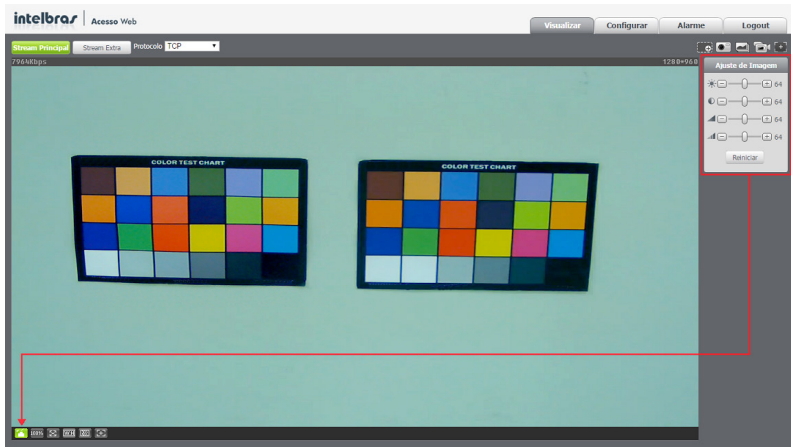 intelbras Acesso Web
Visualizar Configurar Alarme Logout
Stream Principal Stream Extra Protocolo TCP
7964Kbps 1280*960
Ajuste de Imagem
64
64
64
64
Reiniciar
COLOR TEST CHART
COLOR TEST CHART
100%